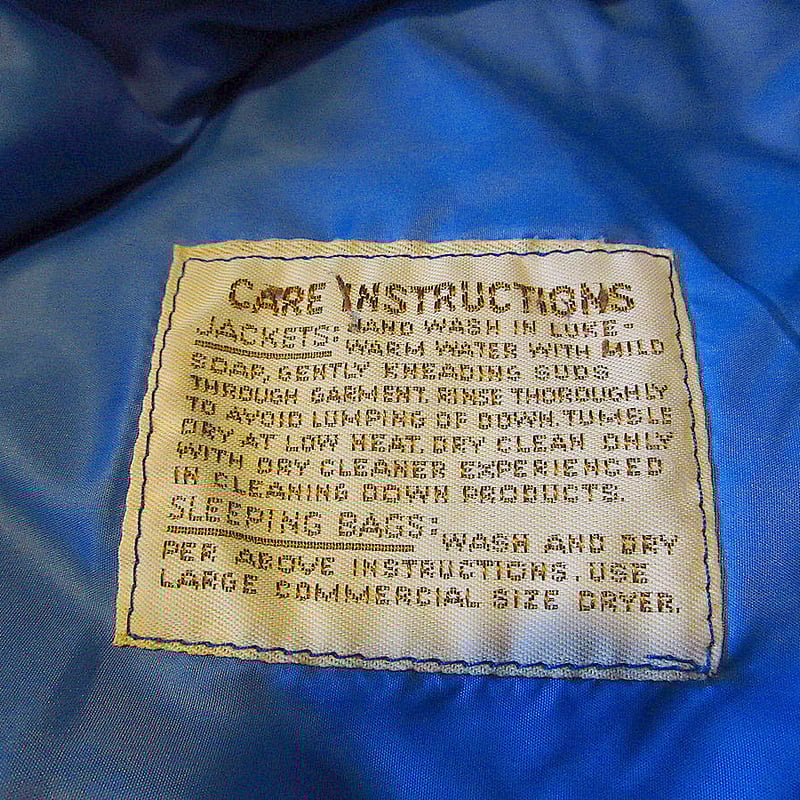 CARE INSTRUCTIONS
JACKETS: HAND WASH IN LUKE-
WARM WATER WITH MILD
SOAP, GENTLY KNEADING SUDS
THROUGH GARMENT. RINSE THOROUGHLY
TO AVOID LUMPING OF DOWN. TUMBLE
DRY AT LOW HEAT. DRY CLEAN ONLY
WITH DRY CLEANER EXPERIENCED
IN CLEANING DOWN PRODUCTS.
SLEEPING BAGS: WASH AND DRY
PER ABOVE INSTRUCTIONS. USE
LARGE COMMERCIAL SIZE DRYER.